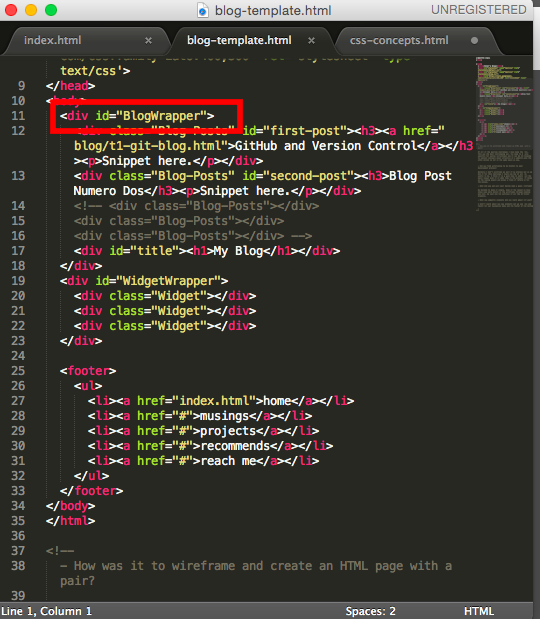 blog-template.html
UNREGISTERED
index.html × blog-template.html × css-concepts.html
text/css'>
9 </head>
10 <body>
11 <div id="BlogWrapper">
12 <div class="Blog-Posts" id="first-post"><h3><a href="
blog/t1-git-blog.html">GitHub and Version Control</a></h3
><p>Snippet here.</p></div>
13 <div class="Blog-Posts" id="second-post"><h3>Blog Post
Numero Dos</h3><p>Snippet here.</p></div>
14 <!-- <div class="Blog-Posts"></div>
15 <div class="Blog-Posts"></div>
16 <div class="Blog-Posts"></div> -->
17 <div id="title"><h1>My Blog</h1></div>
18 </div>
19 <div id="WidgetWrapper">
20 <div class="Widget"></div>
21 <div class="Widget"></div>
22 <div class="Widget"></div>
23 </div>
24
25 <footer>
26 <ul>
27 <li><a href="index.html">home</a></li>
28 <li><a href="#">musings</a></li>
29 <li><a href="#">projects</a></li>
30 <li><a href="#">recommends</a></li>
31 <li><a href="#">reach me</a></li>
32 </ul>
33 </footer>
34 </body>
35 </html>
36
37 <!--
38 - How was it to wireframe and create an HTML page with a
pair?
39
Line 1, Column 1 Spaces: 2 HTML